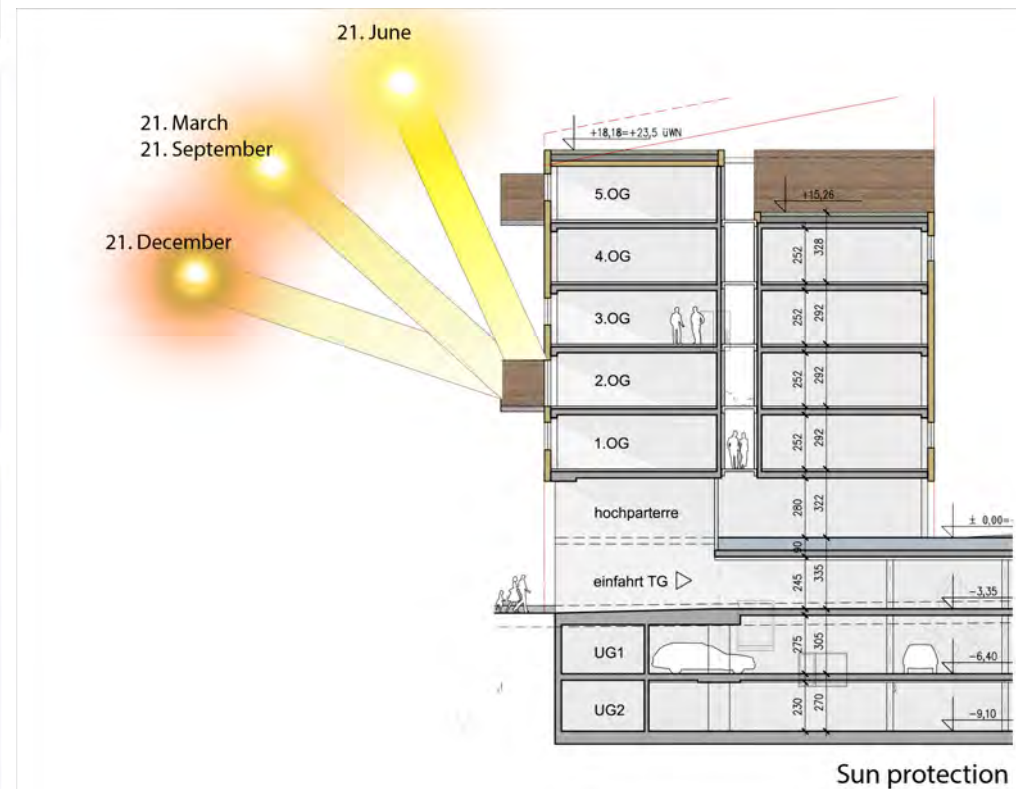 21. June
21. March
21. September
21. December
+18,18=+23,5 üWN
5.OG
+15,26
4.OG
252
328
3.OG
252
292
2.OG
252
292
1.OG
252
292
hochparterre
280
322
± 0,00=
90
einfahrt TG
245
335
-3,35
UG1
275
305
-6,40
UG2
230
270
-9,10
Sun protection